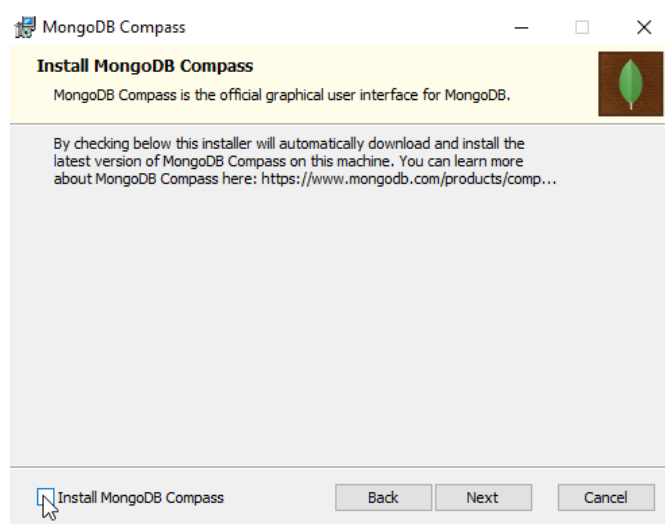 MongoDB Compass
Install MongoDB Compass
MongoDB Compass is the official graphical user interface for MongoDB.
By checking below this installer will automatically download and install the
latest version of MongoDB Compass on this machine. You can learn more
about MongoDB Compass here: https://www.mongodb.com/products/comp...
Install MongoDB Compass
Back
Next
Cancel